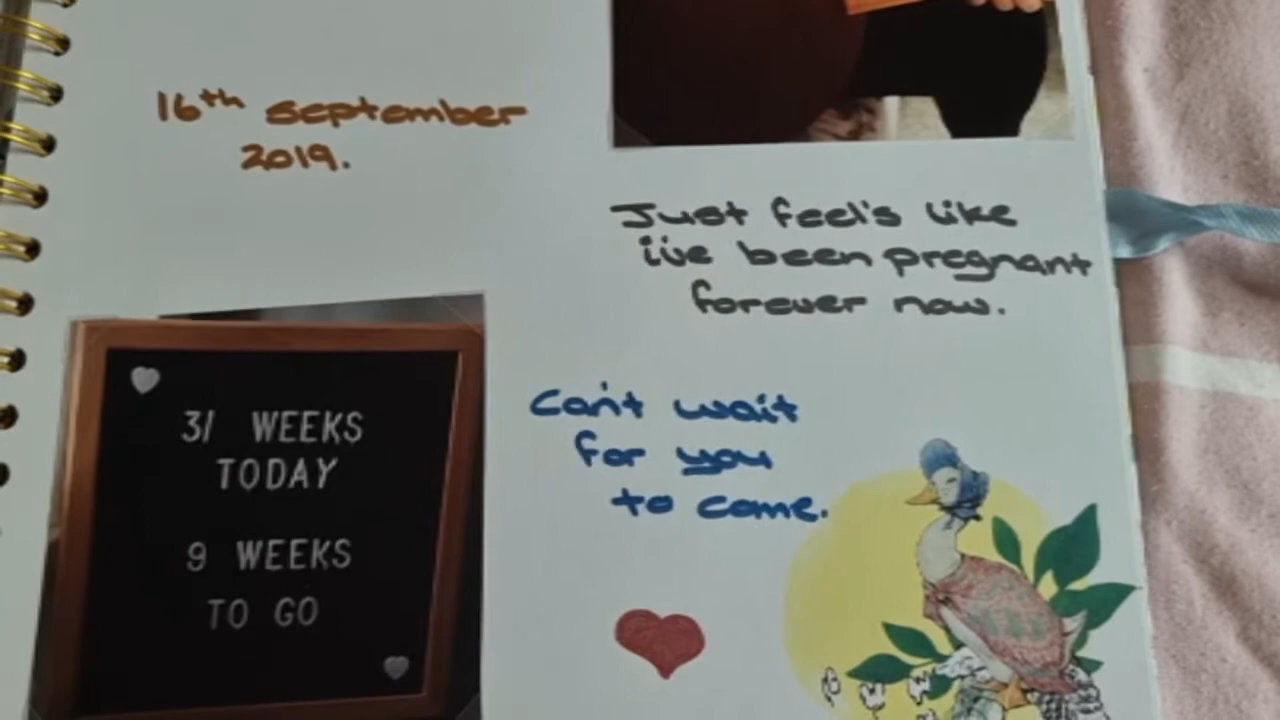 16th september
2019.
Just feel's like
i've been pregnant
forever now.
Can't wait
for you
to come.
31 WEEKS
TODAY
9 WEEKS
TO GO